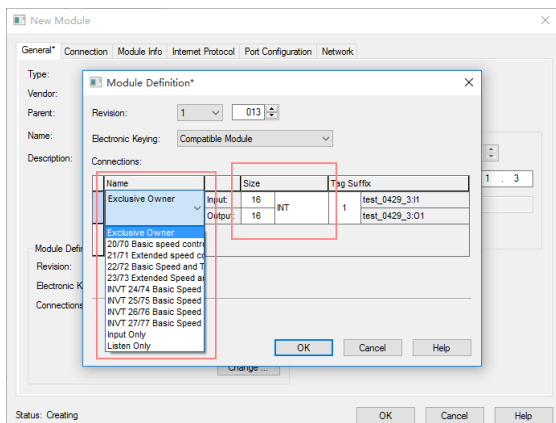 New Module
General* Connection Module Info Internet Protocol Port Configuration Network
Type:
Vendor:
Parent:
Name:
Description:
1 . 3
Module Defin
Revision:
Electronic K
Connections
Change ...
Status: Creating
OK Cancel Help
Module Definition*
Revision: 1 013
Electronic Keying: Compatible Module
Connections:
Name Size Tag Suffix
Exclusive Owner Input: 16 INT 1 test_0429_3:I1
Output: 16 test_0429_3:O1
Exclusive Owner
20/70 Basic speed contro
21/71 Extended speed co
22/72 Basic Speed and T
23/73 Extended Speed a
INVT 24/74 Basic Speed
INVT 25/75 Basic Speed
INVT 26/76 Basic Speed
INVT 27/77 Basic Speed
Input Only
Listen Only
OK Cancel Help